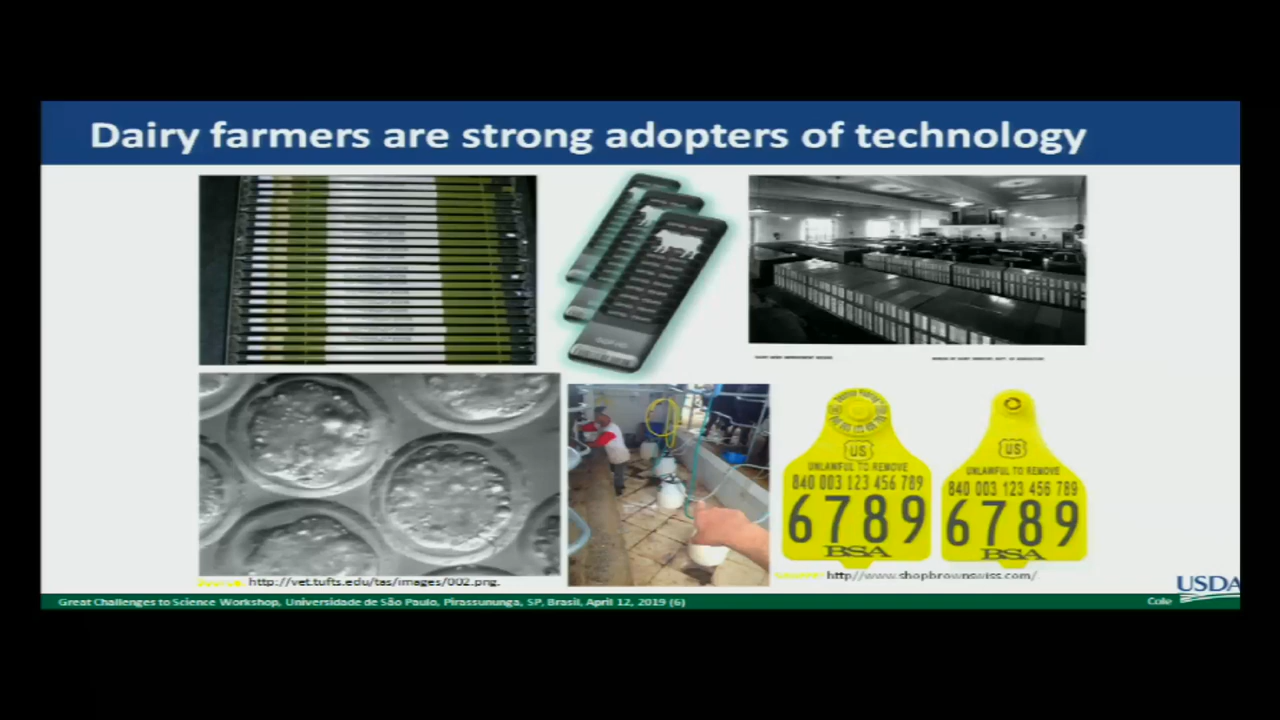 Dairy farmers are strong adopters of technology
US
UNLAWFUL TO REMOVE
840 003 123 456 789
6789
BSA
US
UNLAWFUL TO REMOVE
840 003 123 456 789
6789
BSA
http://vet.tufts.edu/tas/images/002.png.
http://www.shopbrownswiss.com/.
USDA
Great Challenges to Science Workshop, Universidade de São Paulo, Pirassununga, SP, Brasil, April 12, 2019 (6)
Cole